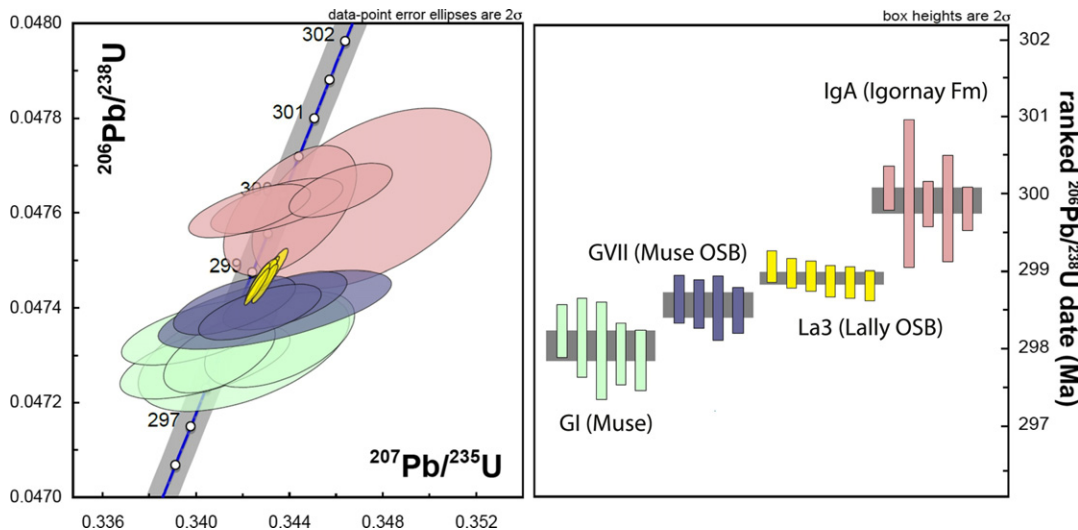 data-point error ellipses are 2σ
box heights are 2σ
0.0480
0.0478
0.0476
0.0474
0.0472
0.0470
206Pb/238U
302
301
300
299
297
207Pb/235U
0.336
0.340
0.344
0.348
0.352
IgA (Igornay Fm)
GVII (Muse OSB)
La3 (Lally OSB)
GI (Muse)
302
301
300
299
298
297
ranked 206Pb/238U date (Ma)